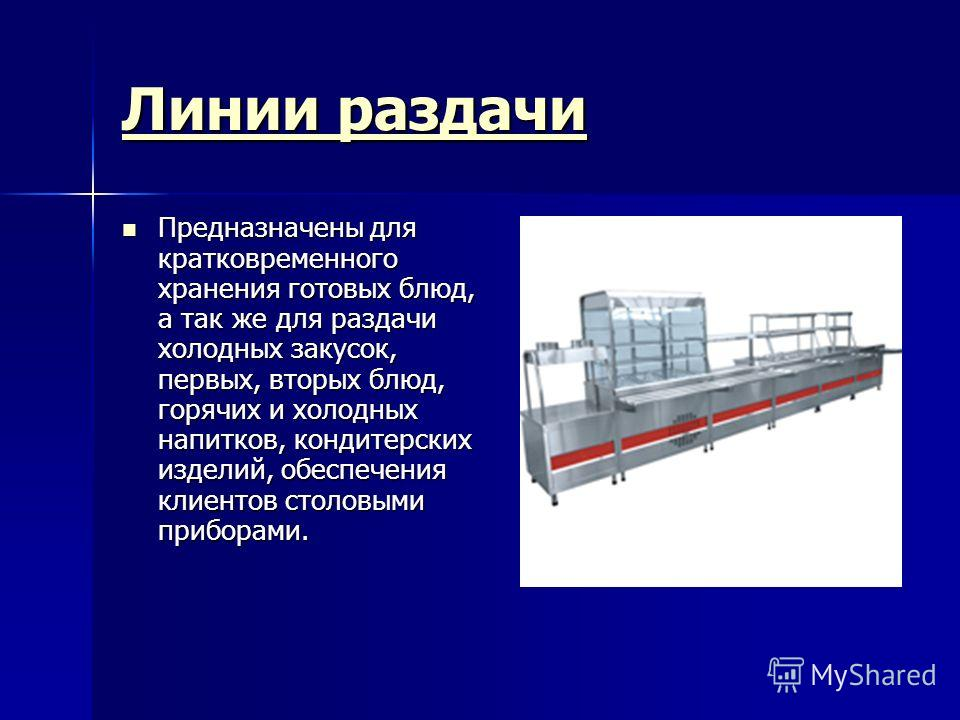 Линии раздачи
Предназначены для
кратковременного
хранения готовых блюд,
а так же для раздачи
холодных закусок,
первых, вторых блюд,
горячих и холодных
напитков, кондитерских
изделий, обеспечения
клиентов столовыми
приборами.
MyShared